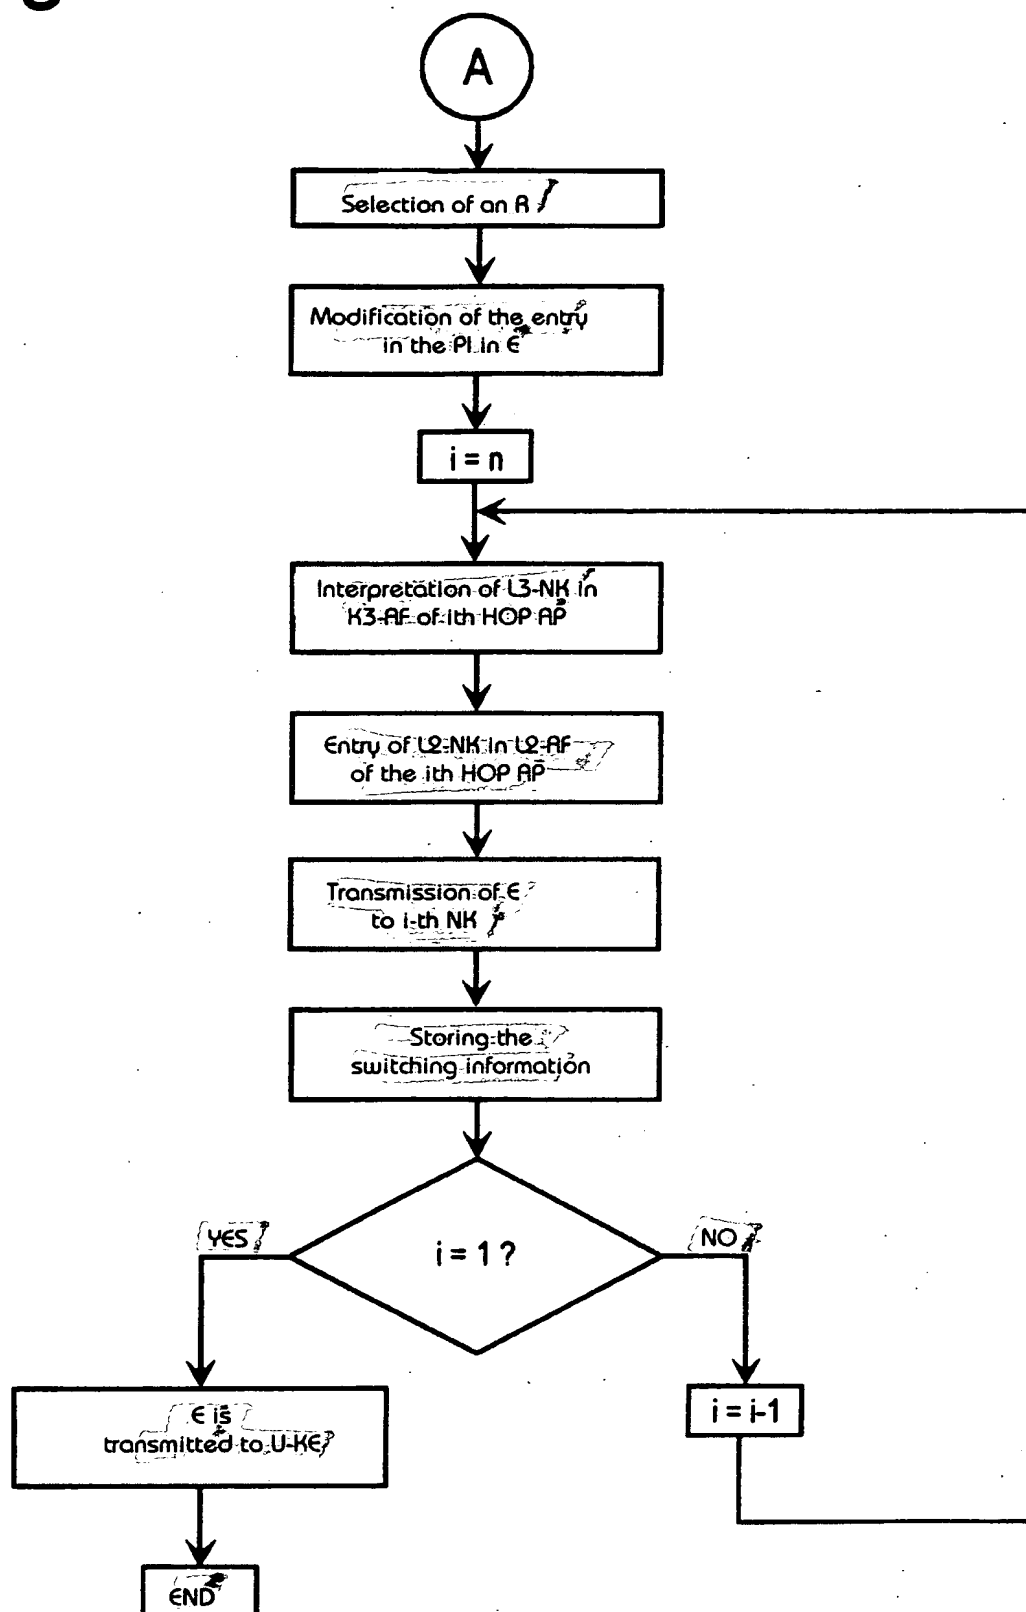 A
Selection of an R
Modification of the entry
in the PI in E
i = n
Interpretation of L3-NK in
K3-AF of ith HOP AP
Entry of L2-NK in L2-AF
of the ith HOP AP
Transmission of E
to i-th NK
Storing the
switching information
i = 1 ?
YES
NO
E is
transmitted to U-KE
i = i-1
END